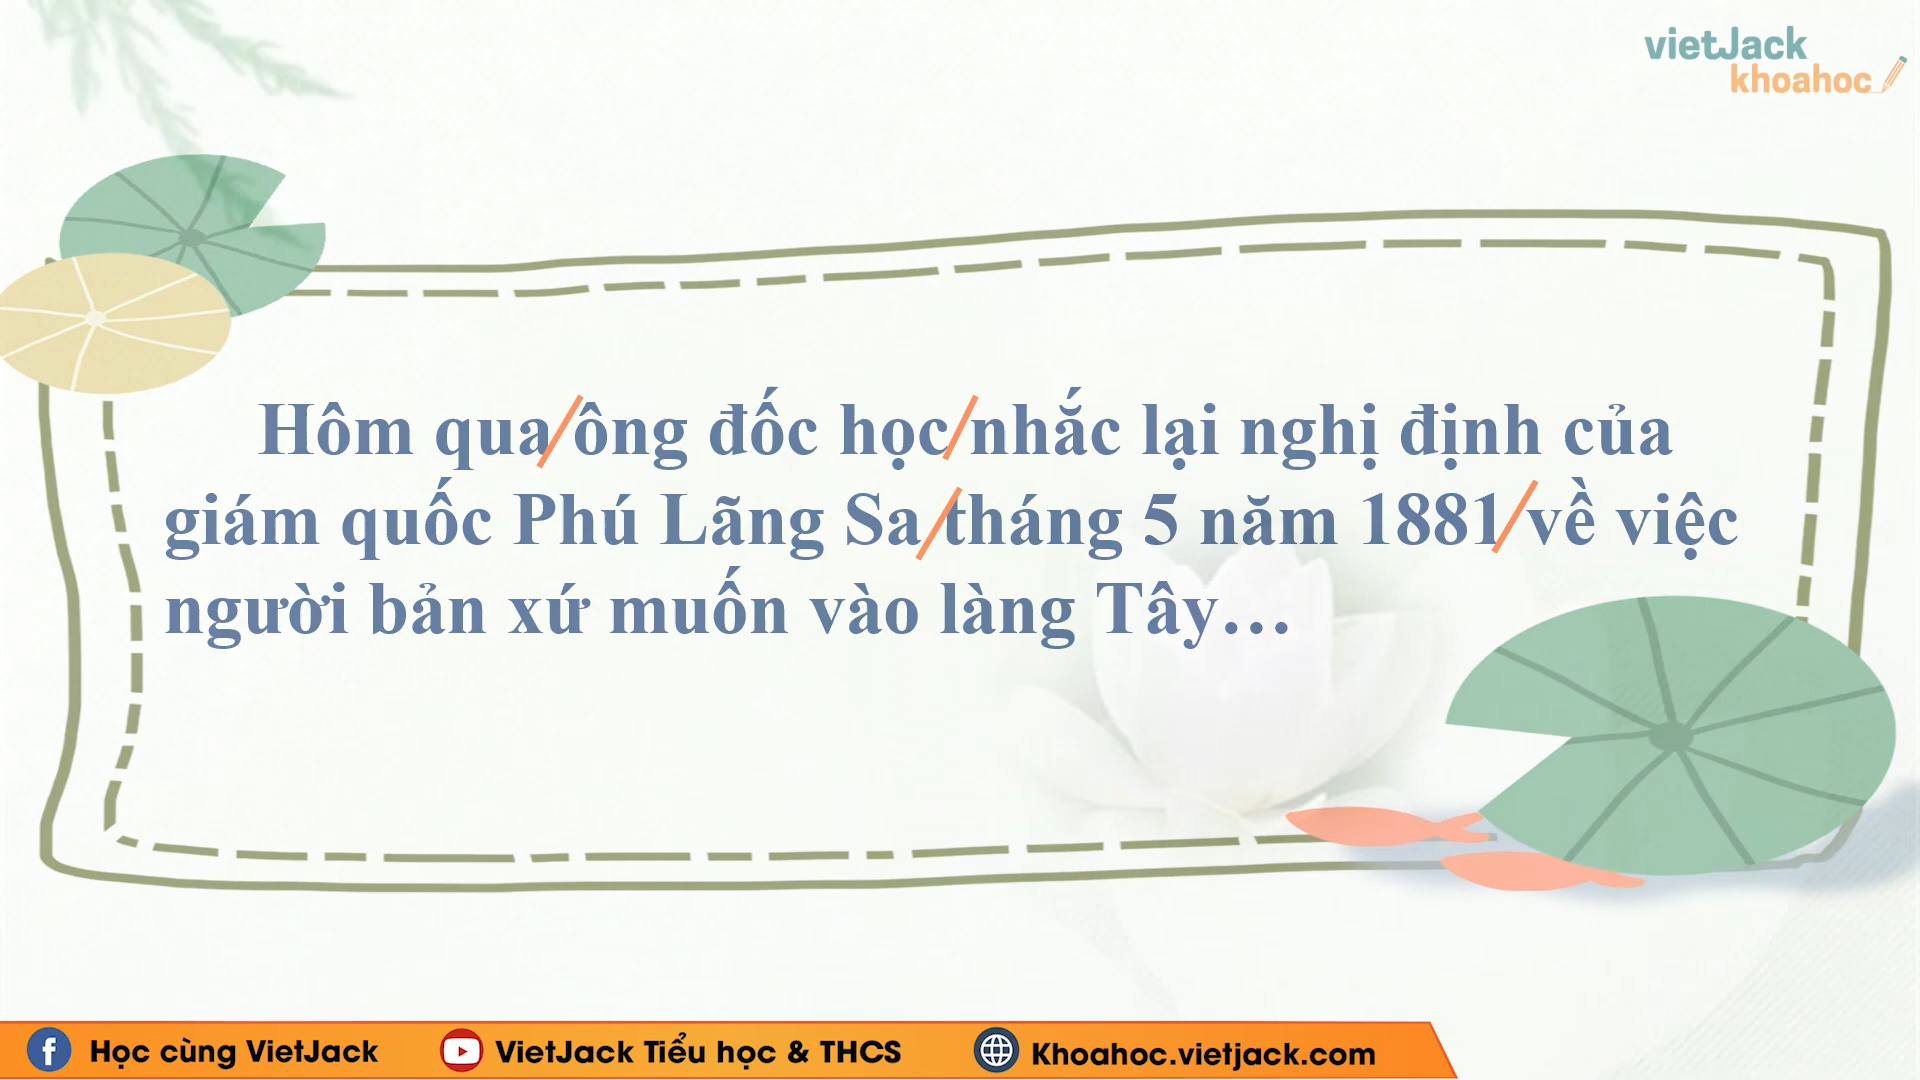 vietJack
khoahoc
Hôm qua/ông đốc học/nhắc lại nghị định của
giám quốc Phú Lãng Sa/tháng 5 năm 1881/về việc
người bản xứ muốn vào làng Tây…
Học cùng VietJack
VietJack Tiểu học & THCS
Khoahoc.vietjack.com